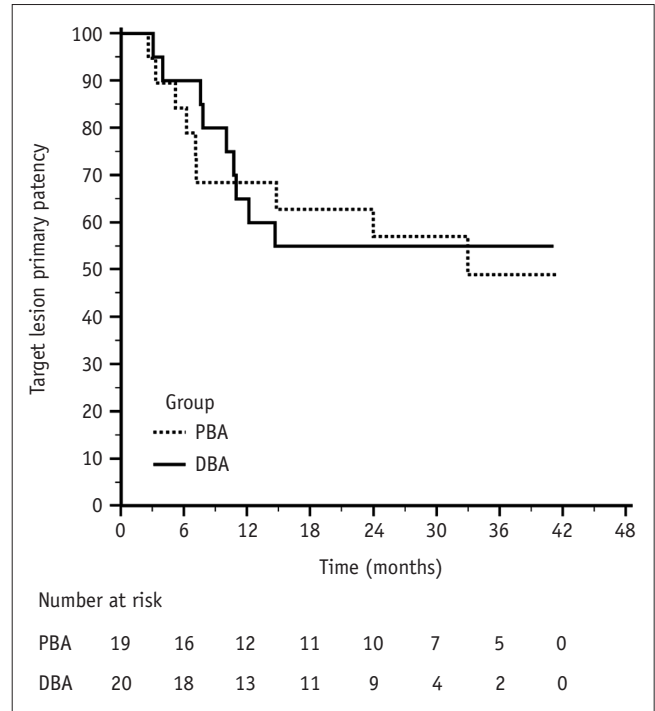 Target lesion primary patency
100
90
80
70
60
50
40
30
20
10
0
Group
PBA
DBA
0 6 12 18 24 30 36 42 48
Time (months)
Number at risk
PBA 19 16 12 11 10 7 5 0
DBA 20 18 13 11 9 4 2 0